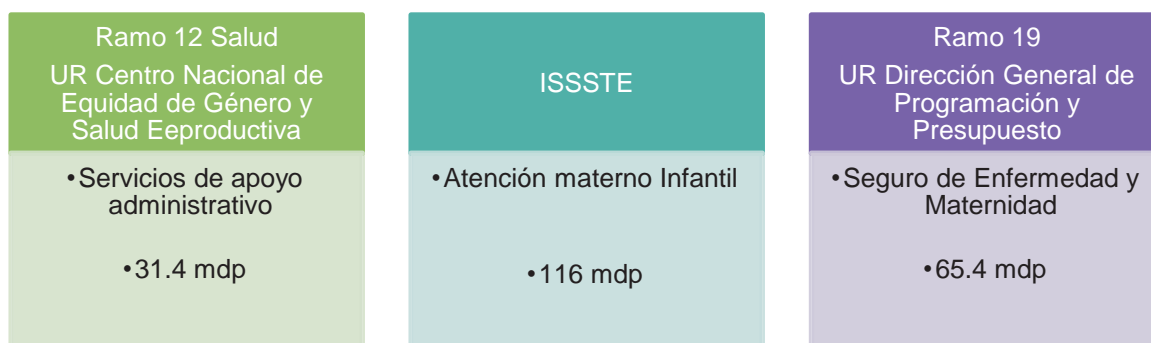 Ramo 12 Salud
UR Centro Nacional de
Equidad de Género y
Salud Eeproductiva
•Servicios de apoyo
administrativo
•31.4 mdp
ISSSTE
•Atención materno Infantil
•116 mdp
Ramo 19
UR Dirección General de
Programación y
Presupuesto
•Seguro de Enfermedad y
Maternidad
•65.4 mdp